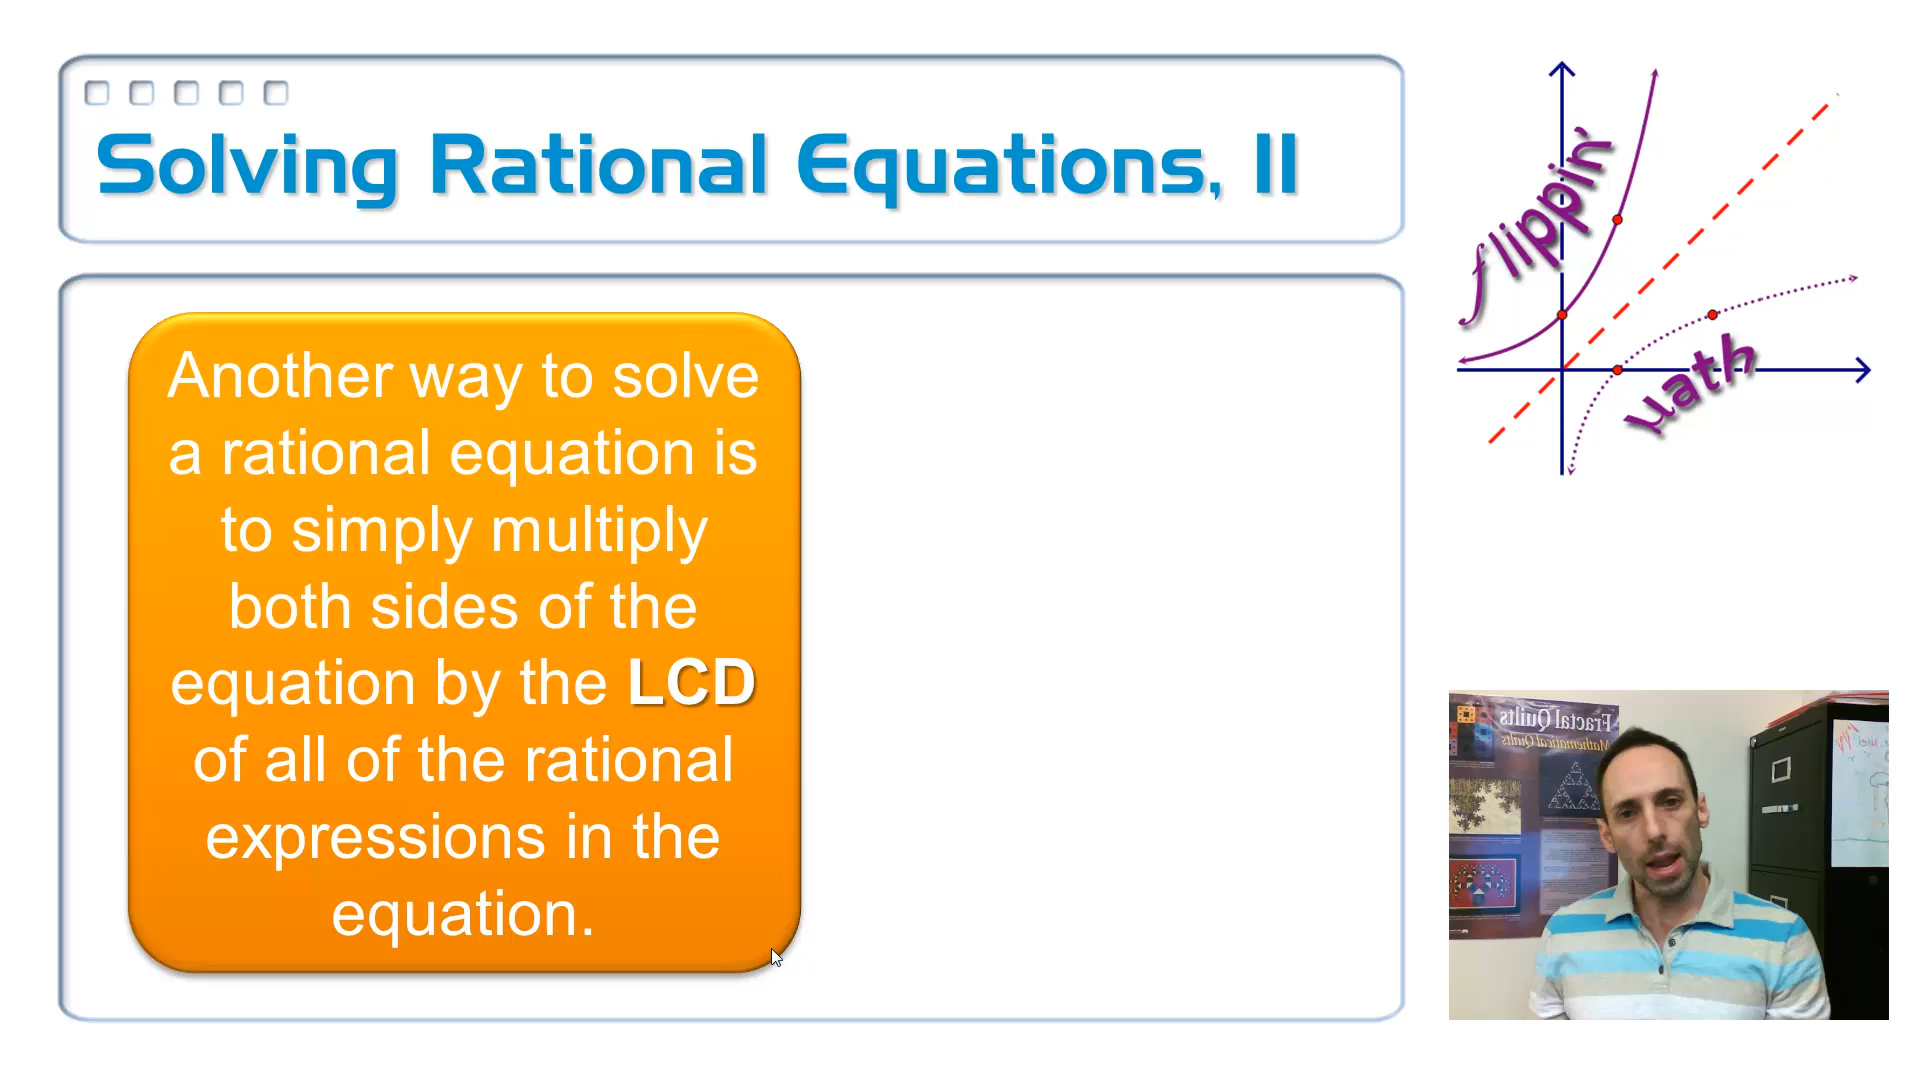 Solving Rational Equations, II
Another way to solve
a rational equation is
to simply multiply
both sides of the
equation by the LCD
of all of the rational
expressions in the
equation.
flippin'
math
Fractal Quilts
Mathematical Quilts